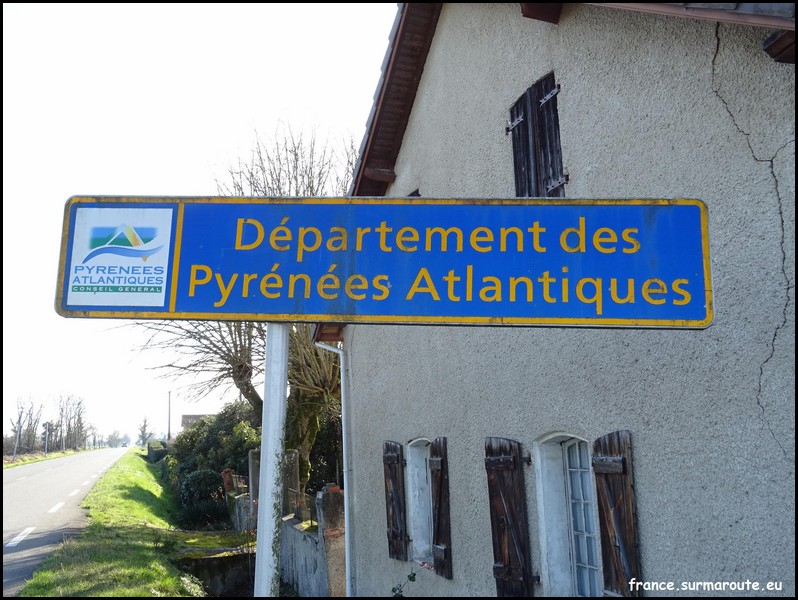 Département des
Pyrénées Atlantiques
PYRENEES
ATLANTIQUES
CONSEIL GENERAL
france.surmaroute.eu